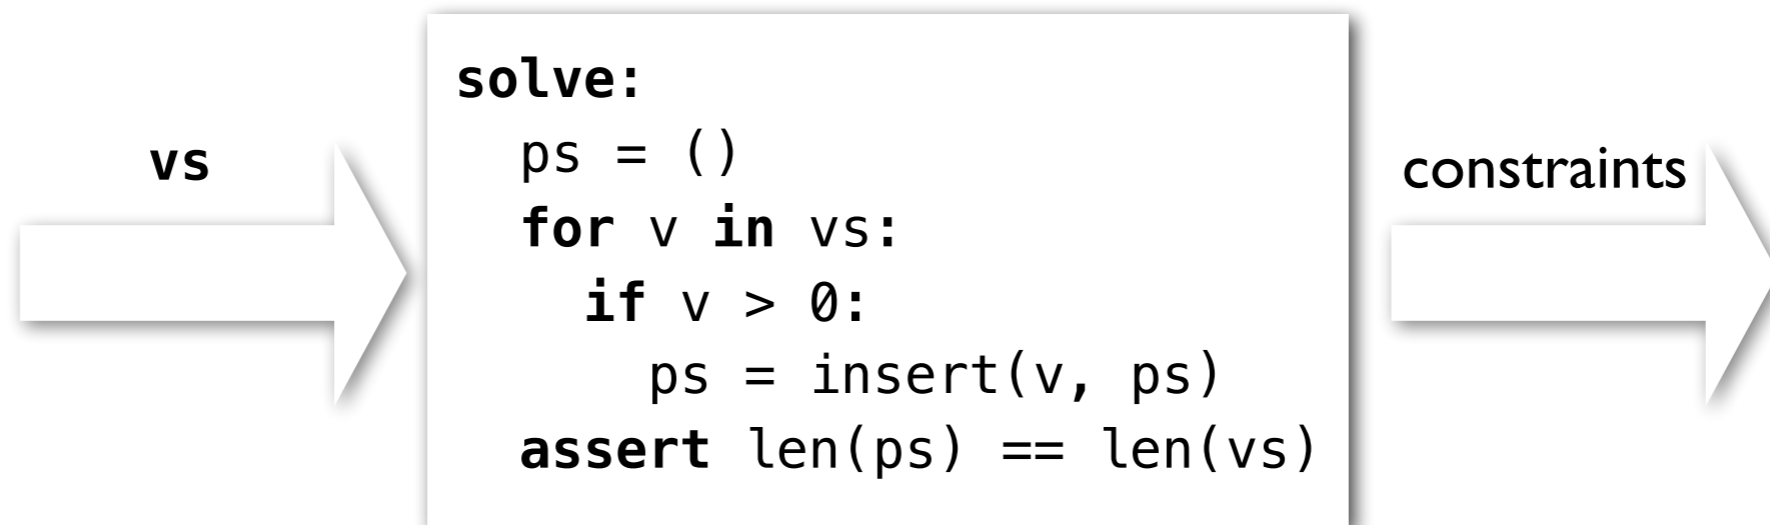 vs
solve:
  ps = ()
  for v in vs:
    if v > 0:
      ps = insert(v, ps)
  assert len(ps) == len(vs)
constraints